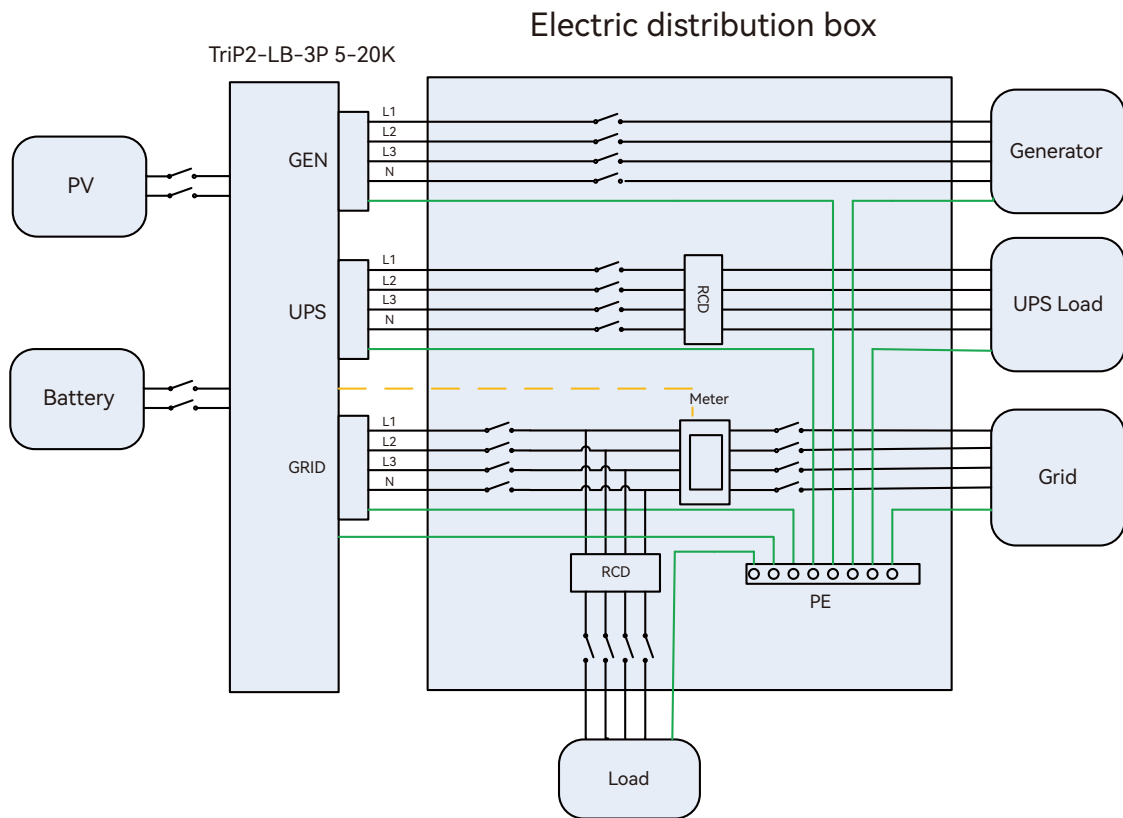 Electric distribution box
TriP2-LB-3P 5-20K
L1
L2
GEN
L3
N
Generator
PV
L1
L2
UPS
L3
N
RCD
UPS Load
Battery
Meter
L1
L2
GRID
L3
N
Grid
RCD
PE
Load